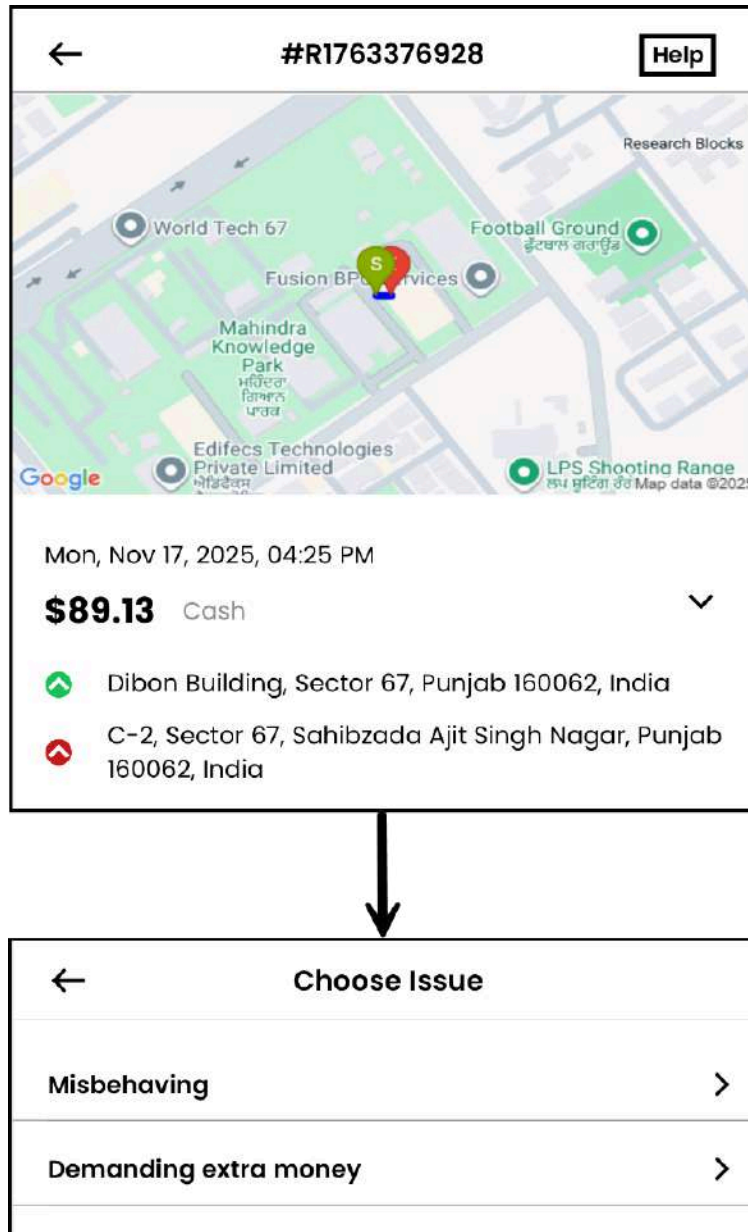 #R1763376928
Help
Research Blocks
World Tech 67
Football Ground
ਫੁੱਟਬਾਲ ਗਰਾਊਂਡ
S
Fusion BPO Services
Mahindra
Knowledge
Park
ਮਹਿੰਦਰਾ
ਗਿਆਨ
ਪਾਰਕ
Edifecs Technologies
Private Limited
Google
LPS Shooting Range
Map data ©2025
Mon, Nov 17, 2025, 04:25 PM
$89.13 Cash
Dibon Building, Sector 67, Punjab 160062, India
C-2, Sector 67, Sahibzada Ajit Singh Nagar, Punjab
160062, India
Choose Issue
Misbehaving
Demanding extra money